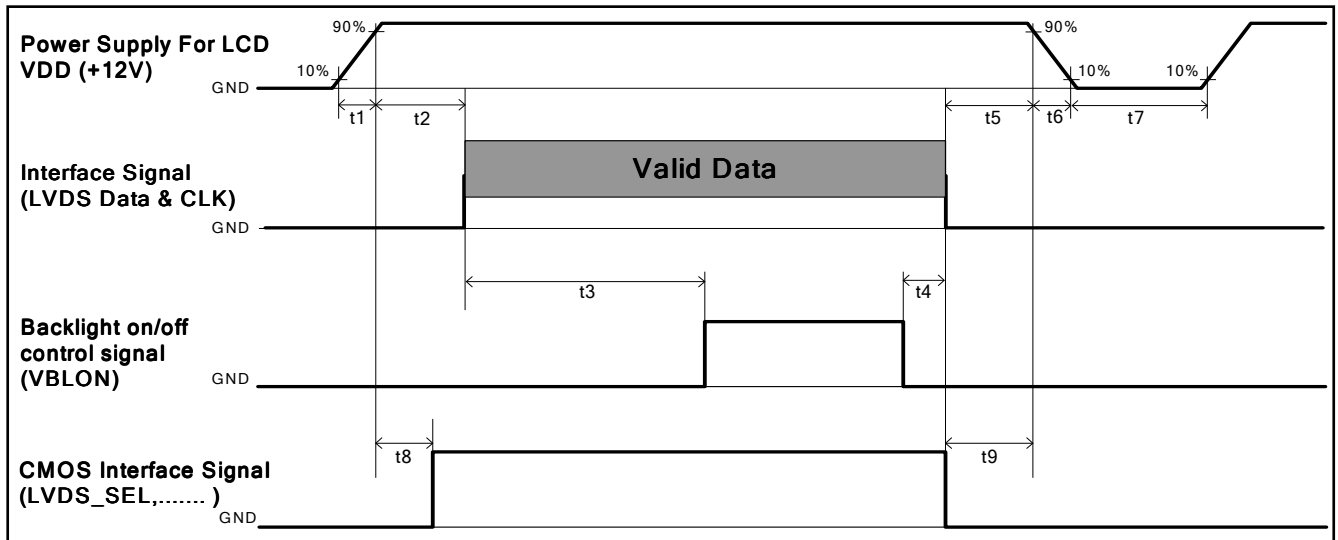 Power Supply For LCD
VDD (+12V)
90%
10%
GND
90%
10%
10%
t1
t2
t5
t6
t7
Interface Signal
(LVDS Data & CLK)
GND
Valid Data
t3
t4
Backlight on/off
control signal
(VBLON)
GND
t8
t9
CMOS Interface Signal
(LVDS_SEL,....... )
GND